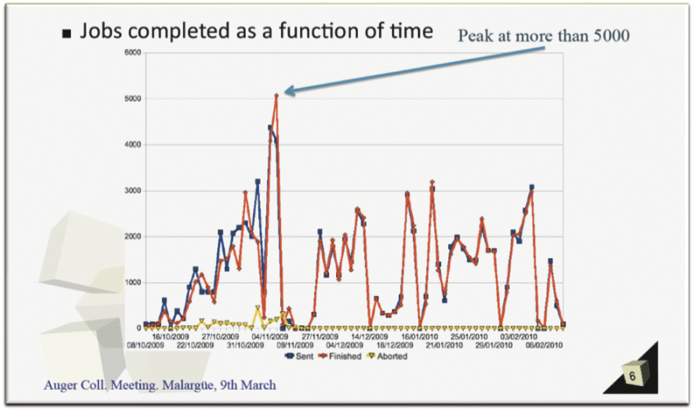 ■ Jobs completed as a function of time
Peak at more than 5000
6000
5000
4000
3000
2000
1000
0
16/10/2009 27/10/2009 04/11/2009 27/11/2009 14/12/2009 16/01/2010 25/01/2010 03/02/2010
08/10/2009 22/10/2009 31/10/2009 09/11/2009 04/12/2009 18/12/2009 21/01/2010 25/01/2010 06/02/2010
Sent Finished Aborted
Auger Coll. Meeting. Malargüe, 9th March
6